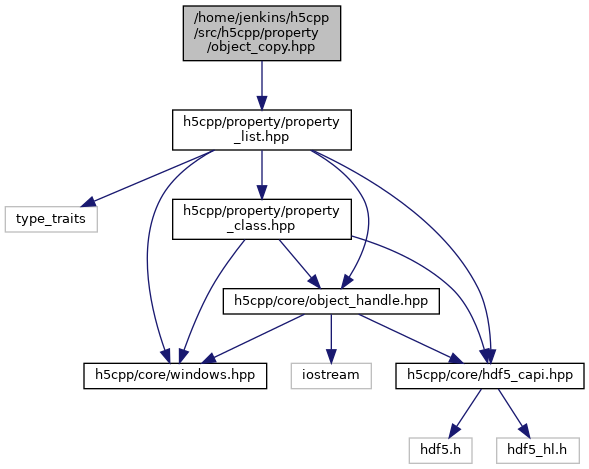 /home/jenkins/h5cpp
/src/h5cpp/property
/object_copy.hpp
h5cpp/property/property
_list.hpp
type_traits
h5cpp/property/property
_class.hpp
h5cpp/core/object_handle.hpp
h5cpp/core/windows.hpp
iostream
h5cpp/core/hdf5_capi.hpp
hdf5.h
hdf5_hl.h